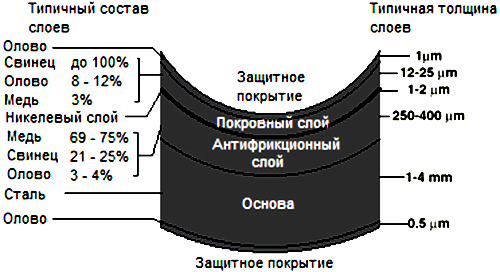 Типичный состав
слоев
Типичная толщина
слоев
Олово
Свинец до 100%
Олово 8 - 12%
Медь 3%
Никелевый слой
Медь 69 - 75%
Свинец 21 - 25%
Олово 3 - 4%
Сталь
Олово
Защитное
покрытие
Покровный слой
Антифрикционный
слой
Основа
Защитное покрытие
1μm
12-25 μm
1-2 μm
250-400 μm
1-4 mm
0.5 μm